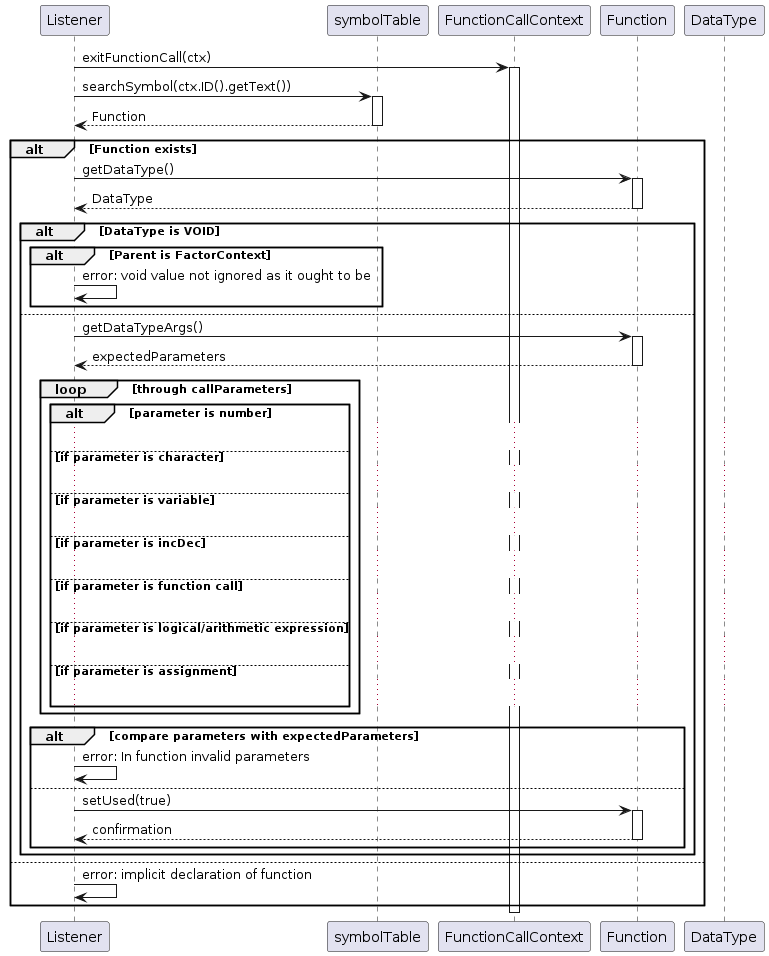 Listener symbolTable FunctionCallContext Function DataType
exitFunctionCall(ctx)
searchSymbol(ctx.ID().getText())
Function
alt [Function exists]
getDataType()
DataType
alt [DataType is VOID]
alt [Parent is FactorContext]
error: void value not ignored as it ought to be
getDataTypeArgs()
expectedParameters
loop [through callParameters]
alt [parameter is number]
[if parameter is character]
[if parameter is variable]
[if parameter is incDec]
[if parameter is function call]
[if parameter is logical/arithmetic expression]
[if parameter is assignment]
alt [compare parameters with expectedParameters]
error: In function invalid parameters
setUsed(true)
confirmation
error: implicit declaration of function
Listener symbolTable FunctionCallContext Function DataType